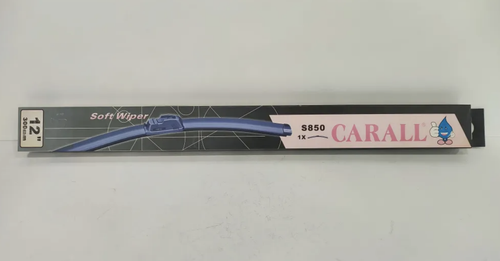 12"
300mm
Soft Wiper
S850
1X
CARALL